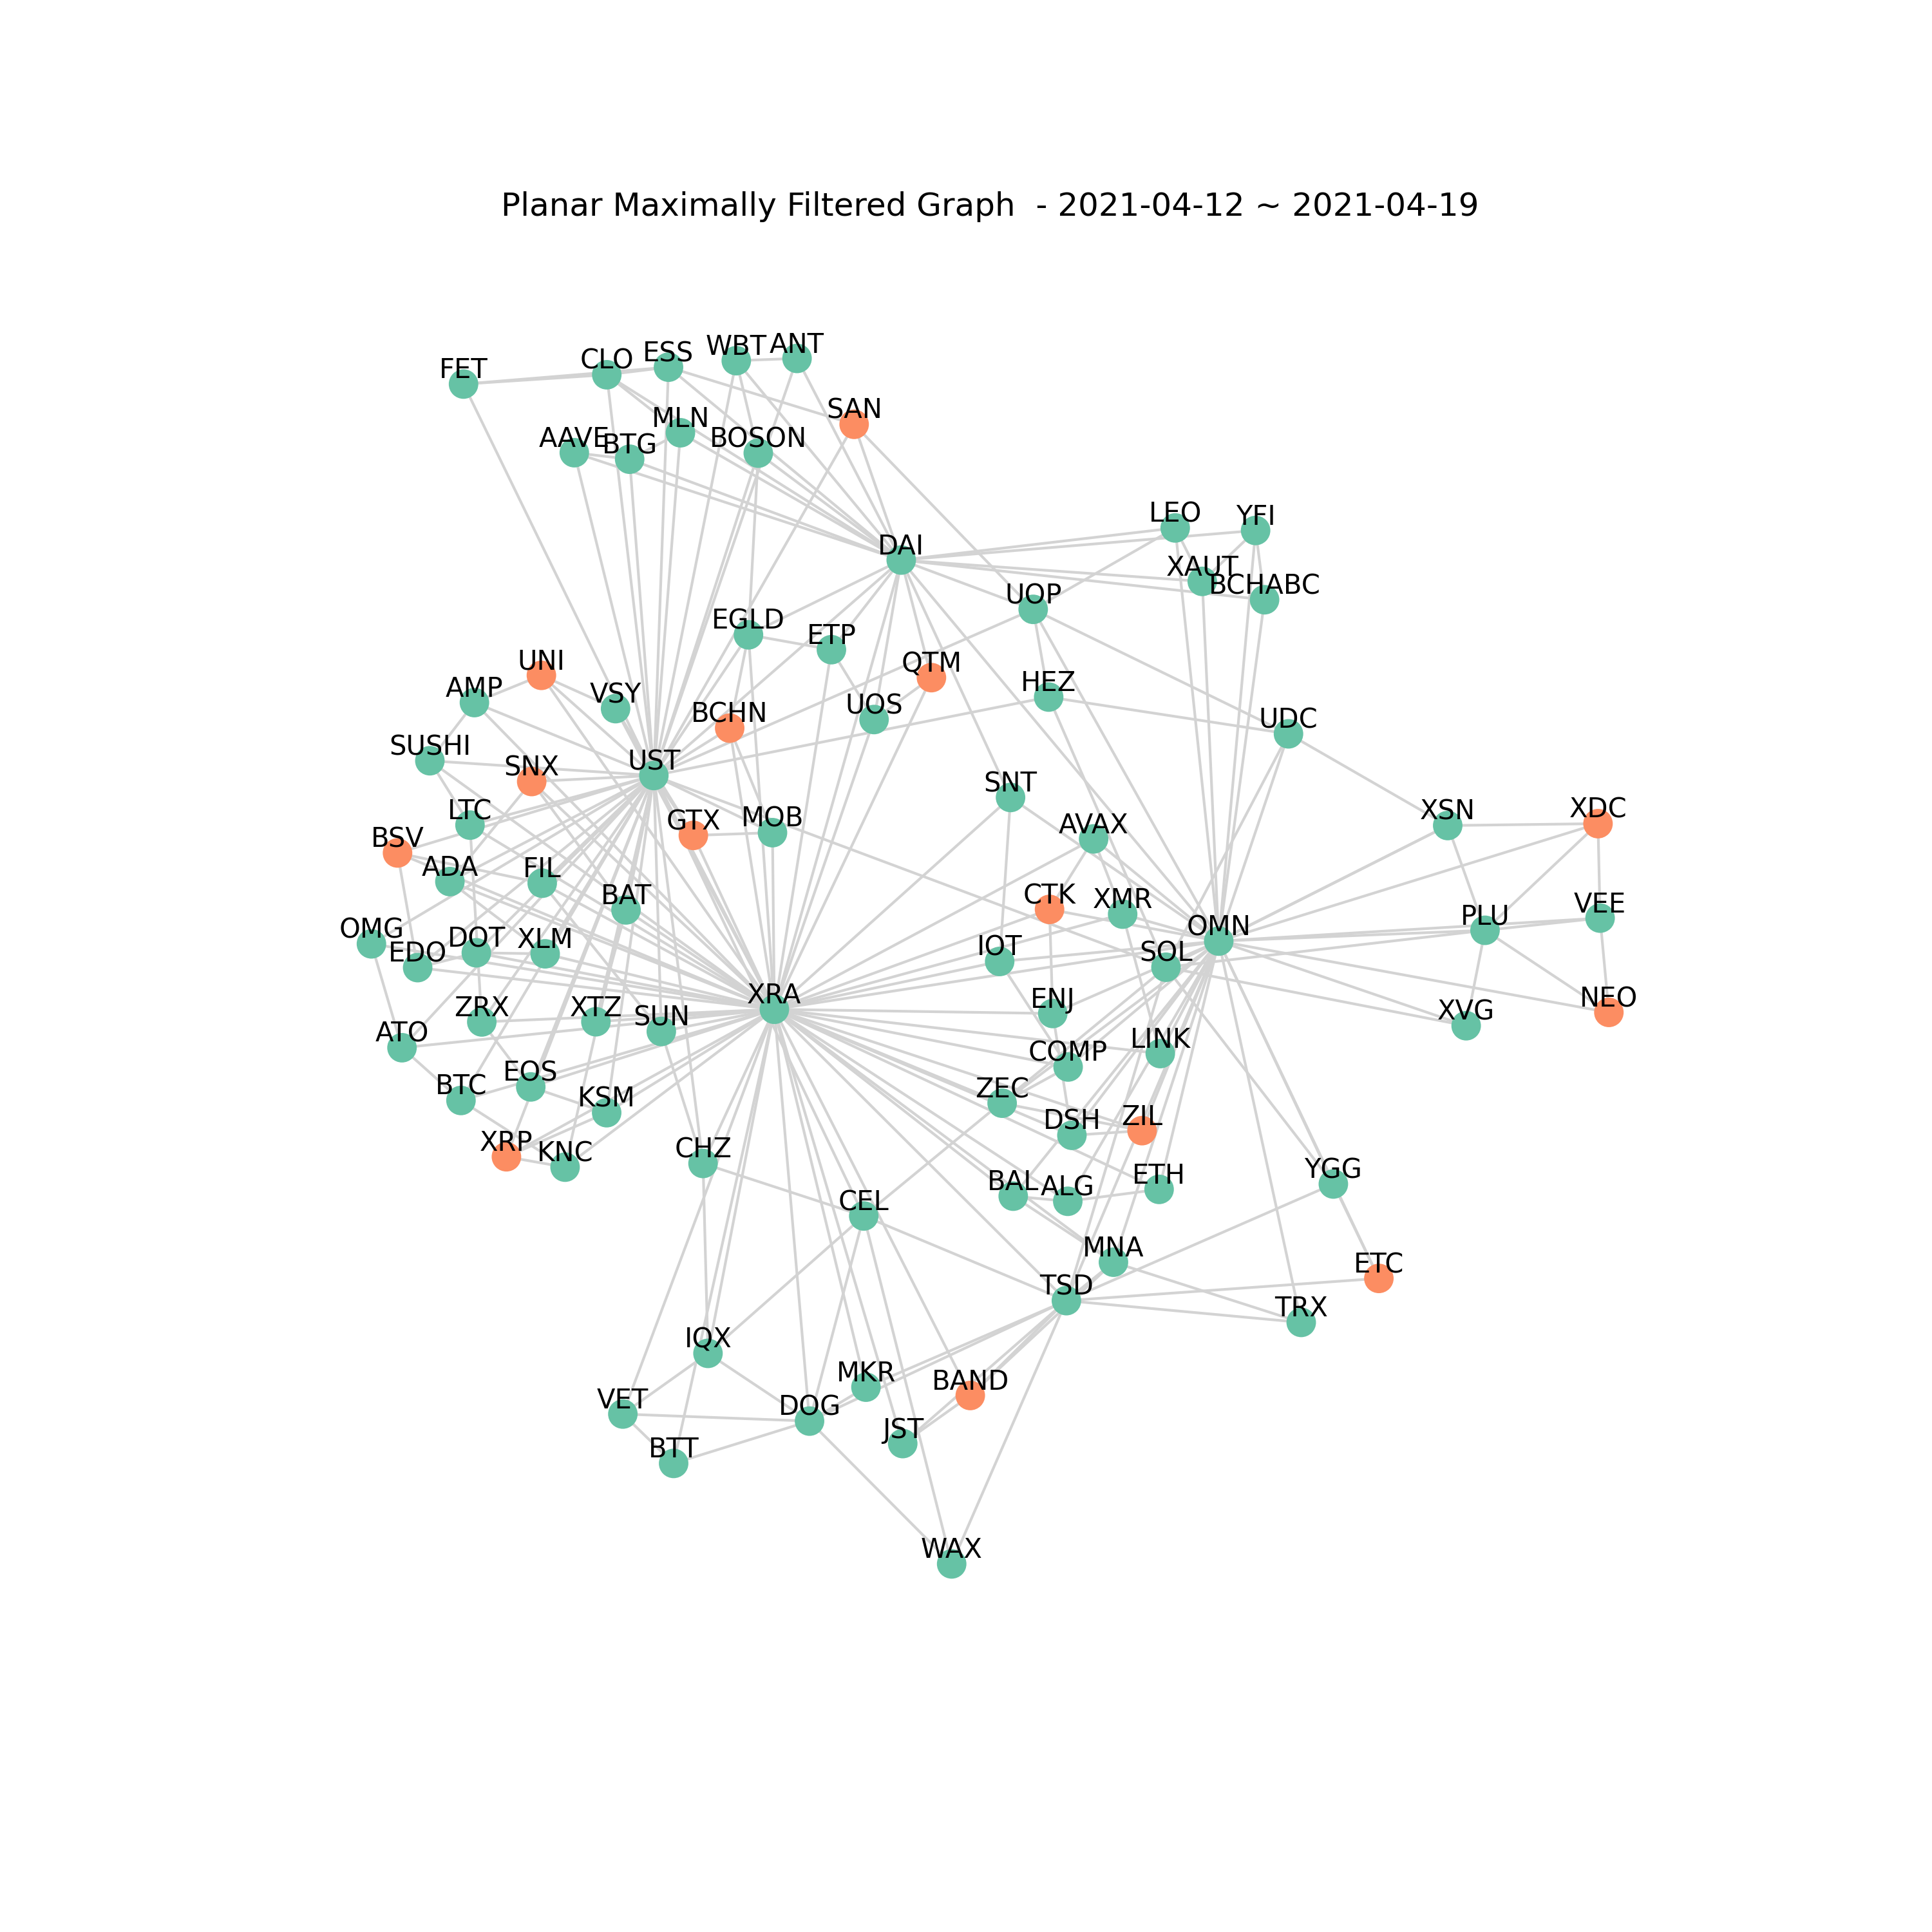 Planar Maximally Filtered Graph  - 2021-04-12 ~ 2021-04-19
WBT
ANT
ESS
CLO
FET
SAN
MLN
BOSON
AAVE
BTG
LEO
YFI
DAI
XAUT
BCHABC
UOP
EGLD
ETP
UNI
QTM
AMP
VSY
HEZ
BCHN
UOS
UDC
SUSHI
UST
SNX
SNT
LTC
XSN
XDC
GTX
MOB
AVAX
BSV
ADA
FIL
BAT
CTK
XMR
VEE
PLU
OMG
DOT
XLM
OMN
IOT
EDO
SOL
XRA
ENJ
NEO
ZRX
XTZ
SUN
XVG
ATO
LINK
COMP
EOS
BTC
ZEC
KSM
DSH
ZIL
XRP
KNC
CHZ
YGG
ETH
BAL
ALG
CEL
MNA
ETC
TSD
TRX
IQX
MKR
BAND
VET
DOG
JST
BTT
WAX